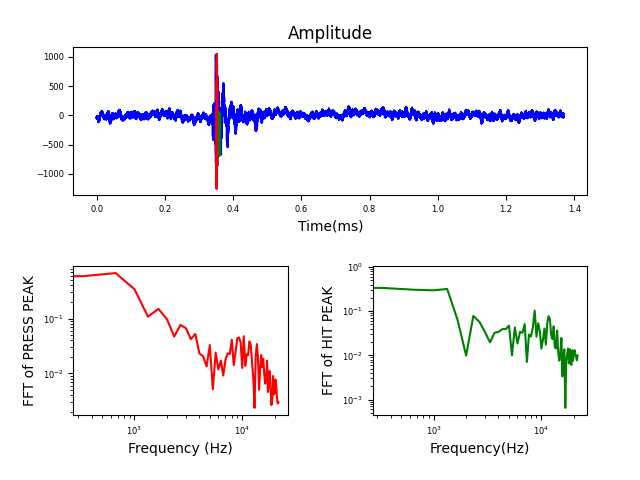 Amplitude
1000
500
0
−500
−1000
0.0 0.2 0.4 0.6 0.8 1.0 1.2 1.4
Time(ms)
FFT of PRESS PEAK
10⁻¹
10⁻²
10³ 10⁴
Frequency (Hz)
FFT of HIT PEAK
10⁰
10⁻¹
10⁻²
10⁻³
10³ 10⁴
Frequency(Hz)